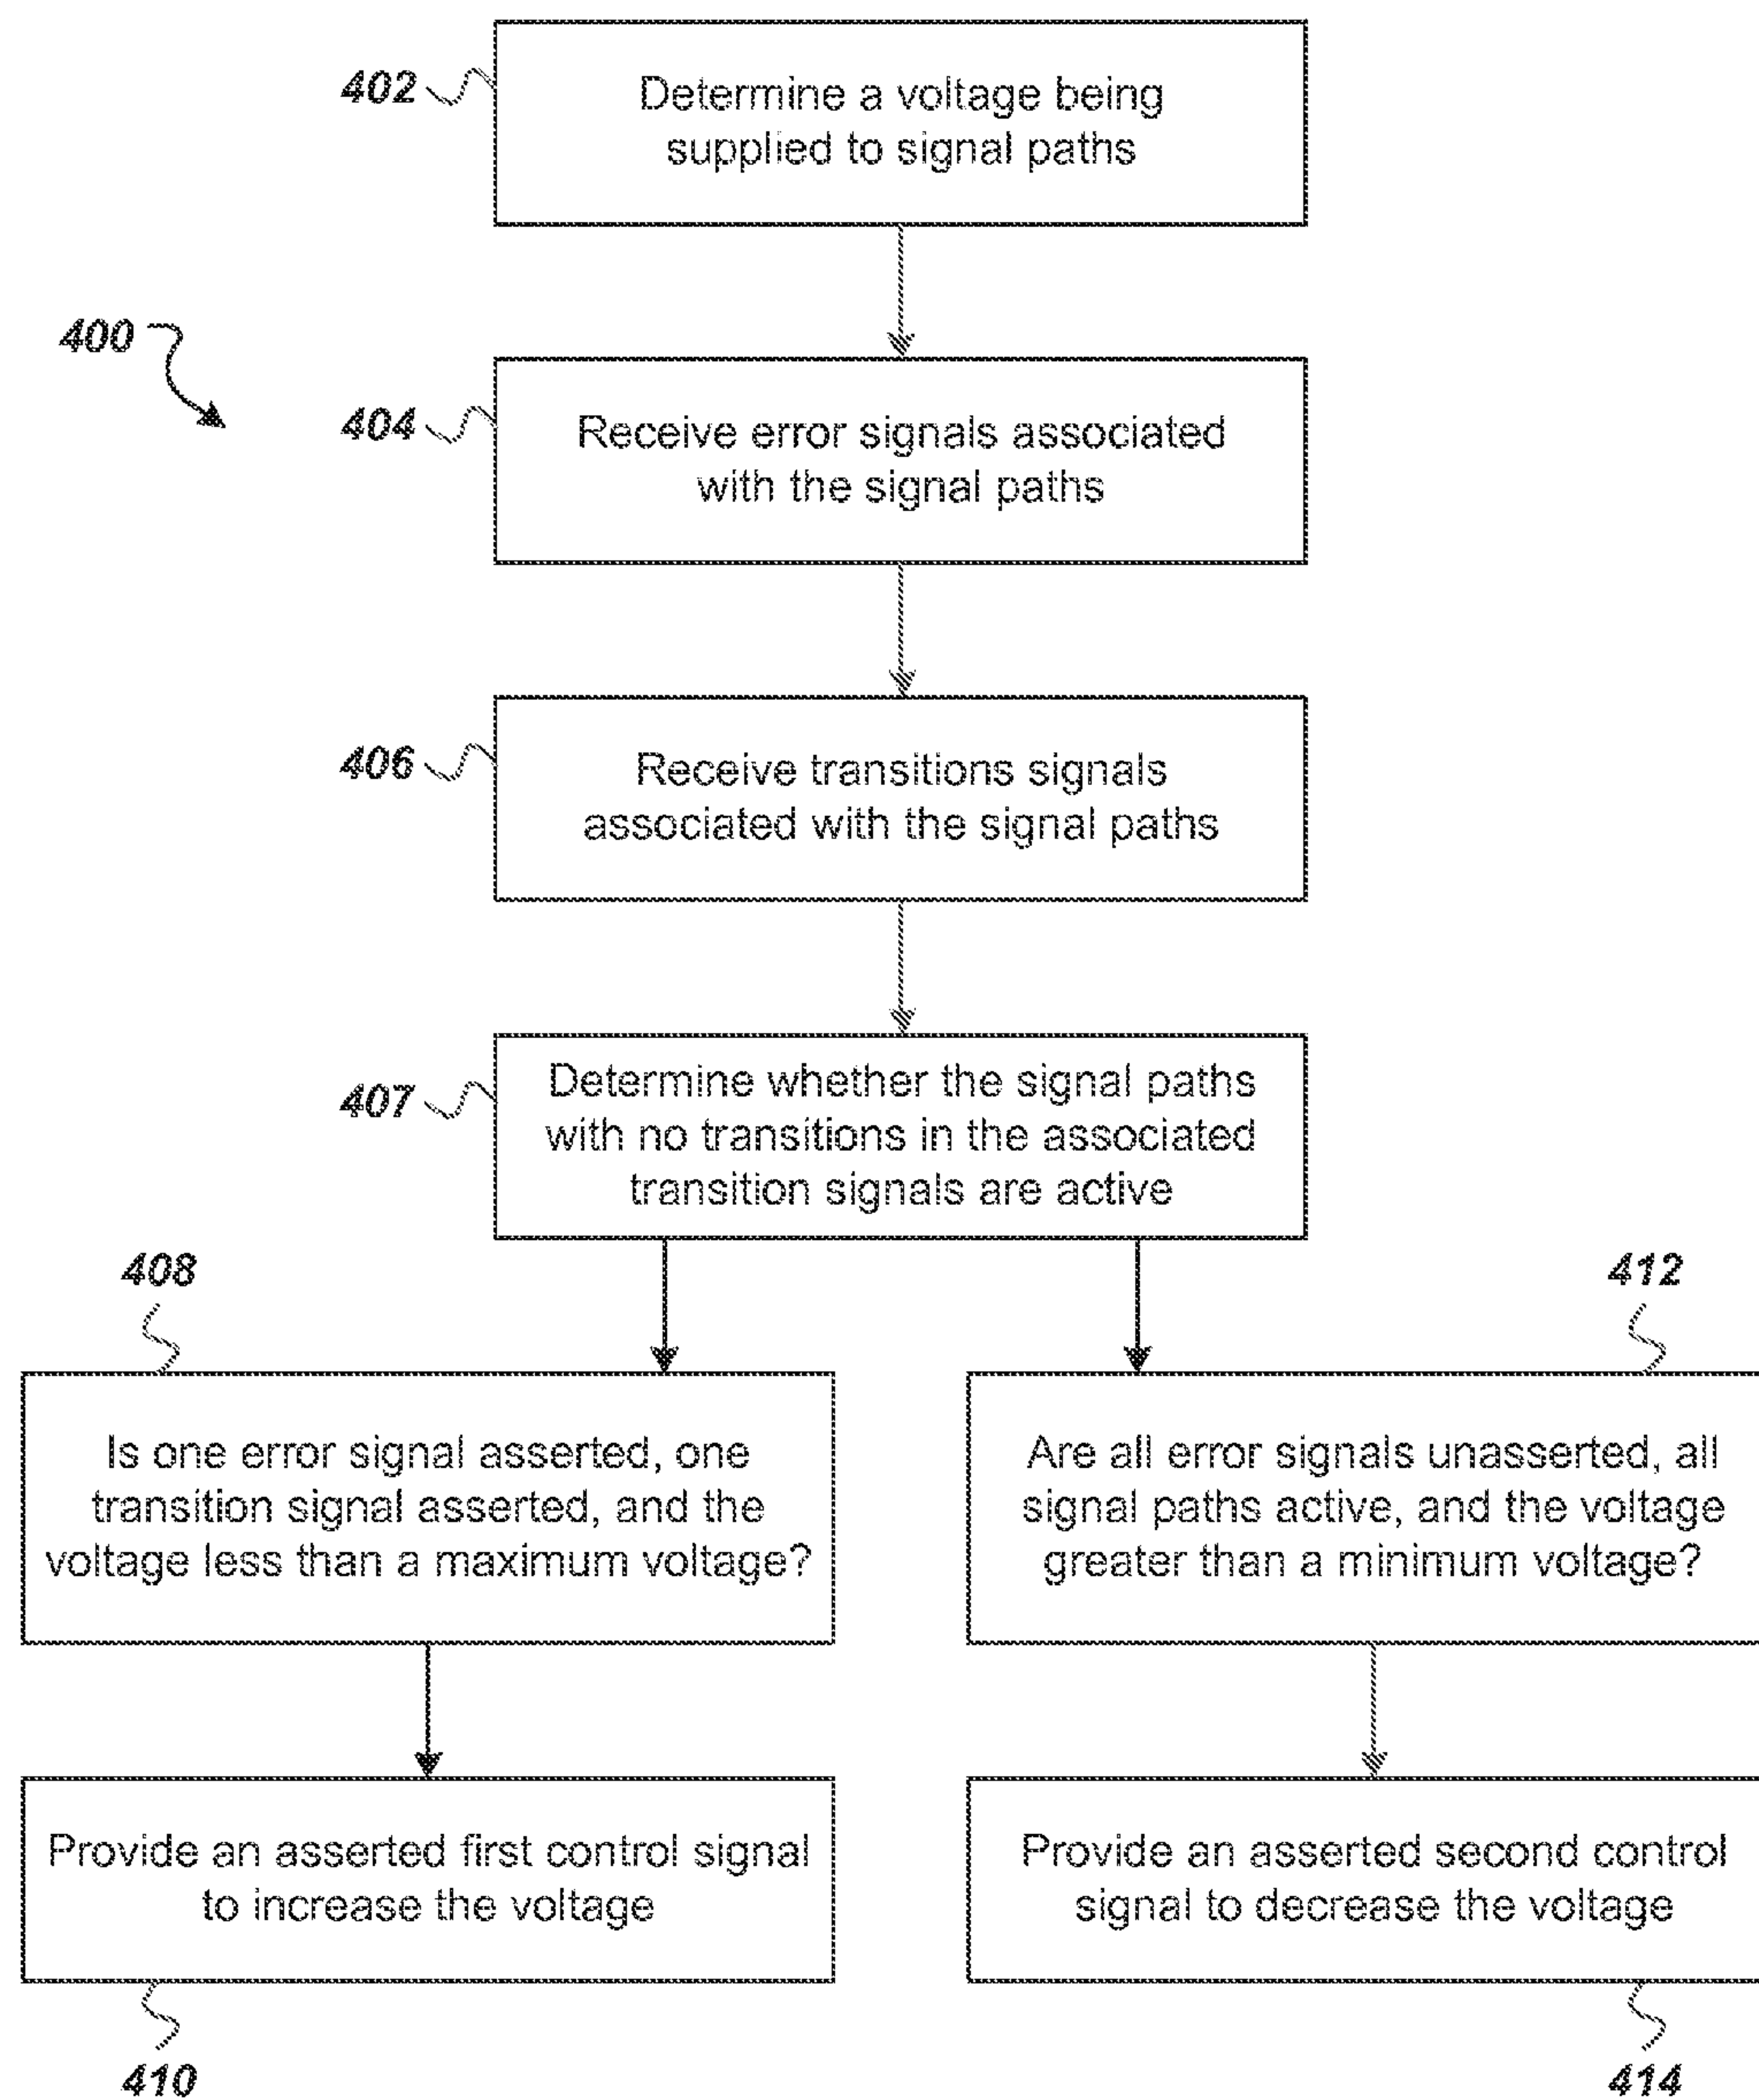 402
Determine a voltage being
supplied to signal paths
400
404
Receive error signals associated
with the signal paths
406
Receive transitions signals
associated with the signal paths
407
Determine whether the signal paths
with no transitions in the associated
transition signals are active
408
412
Is one error signal asserted, one
transition signal asserted, and the
voltage less than a maximum voltage?
Are all error signals unasserted, all
signal paths active, and the voltage
greater than a minimum voltage?
Provide an asserted first control signal
to increase the voltage
Provide an asserted second control
signal to decrease the voltage
410
414